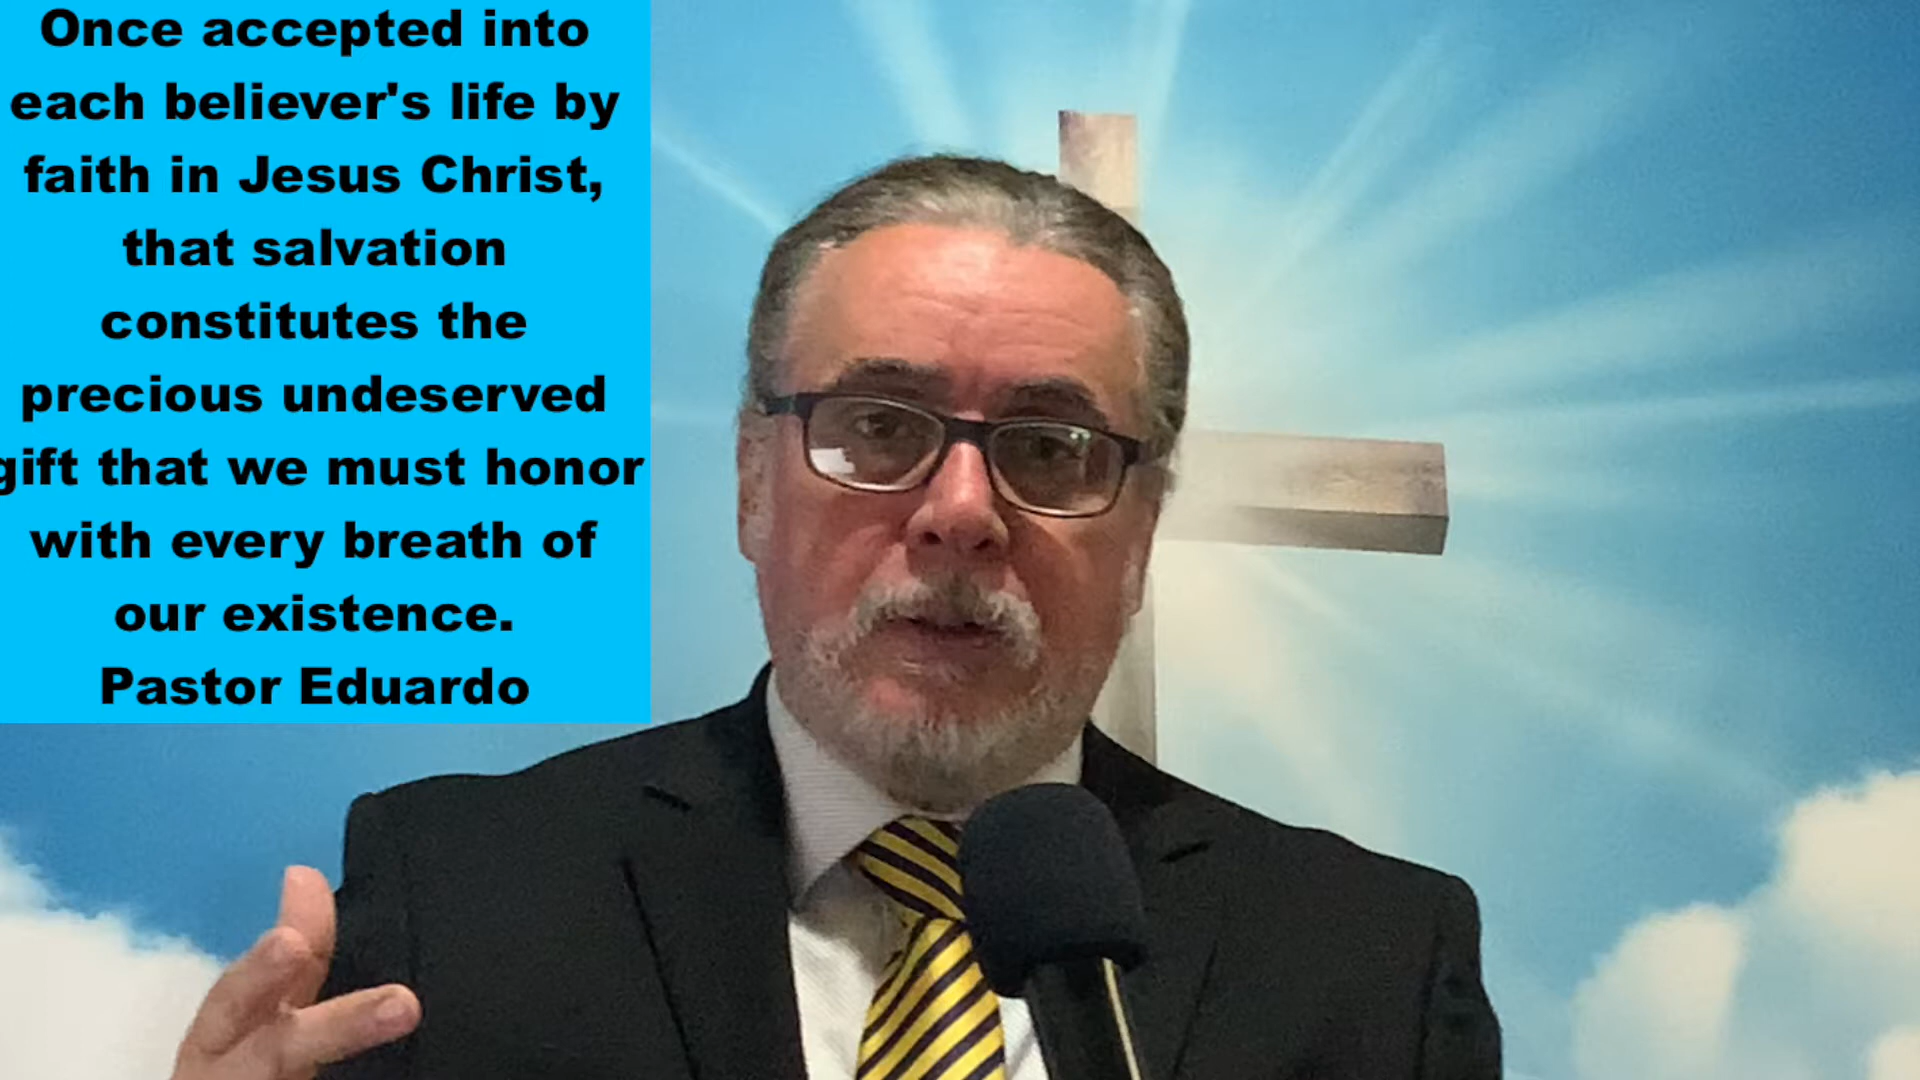 Once accepted into
each believer's life by
faith in Jesus Christ,
that salvation
constitutes the
precious undeserved
gift that we must honor
with every breath of
our existence.
Pastor Eduardo